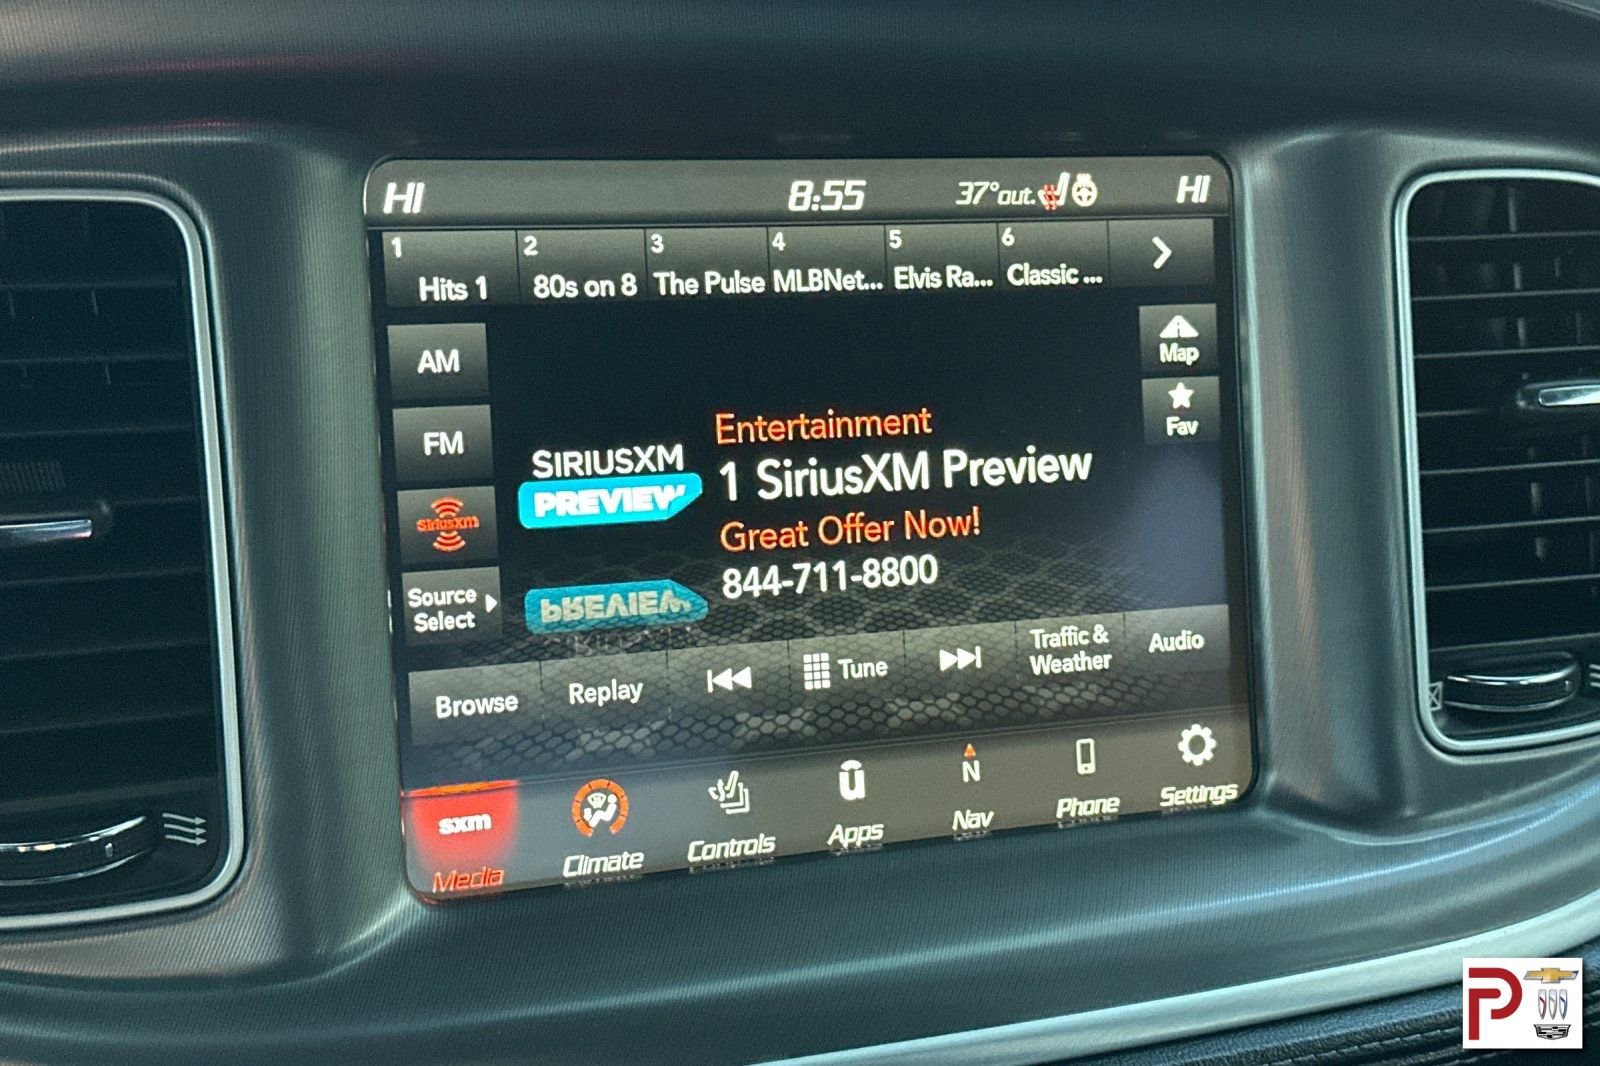 HI 8:55 37°out. HI
1 2 3 4 5 6
Hits 1 80s on 8 The Pulse MLBNet... Elvis Ra... Classic ...
AM
Map
FM
Fav
SiriusXM
Source
Select
SIRIUSXM
PREVIEW
Entertainment
1 SiriusXM Preview
Great Offer Now!
844-711-8800
PREVIEW
Browse Replay Tune Traffic &
Weather Audio
sxm
Media Climate Controls Apps Nav Phone Settings
ü
N
P